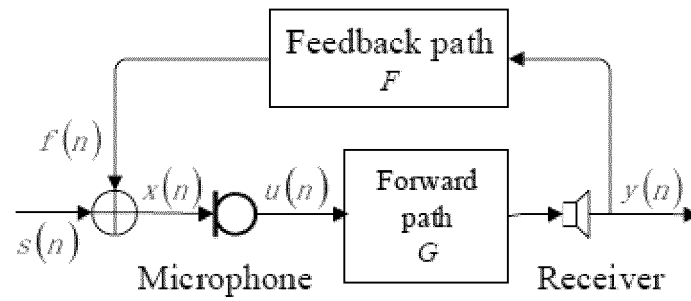 Feedback path
F
f(n)
x(n)
u(n)
Forward
path
G
y(n)
s(n)
Microphone
Receiver